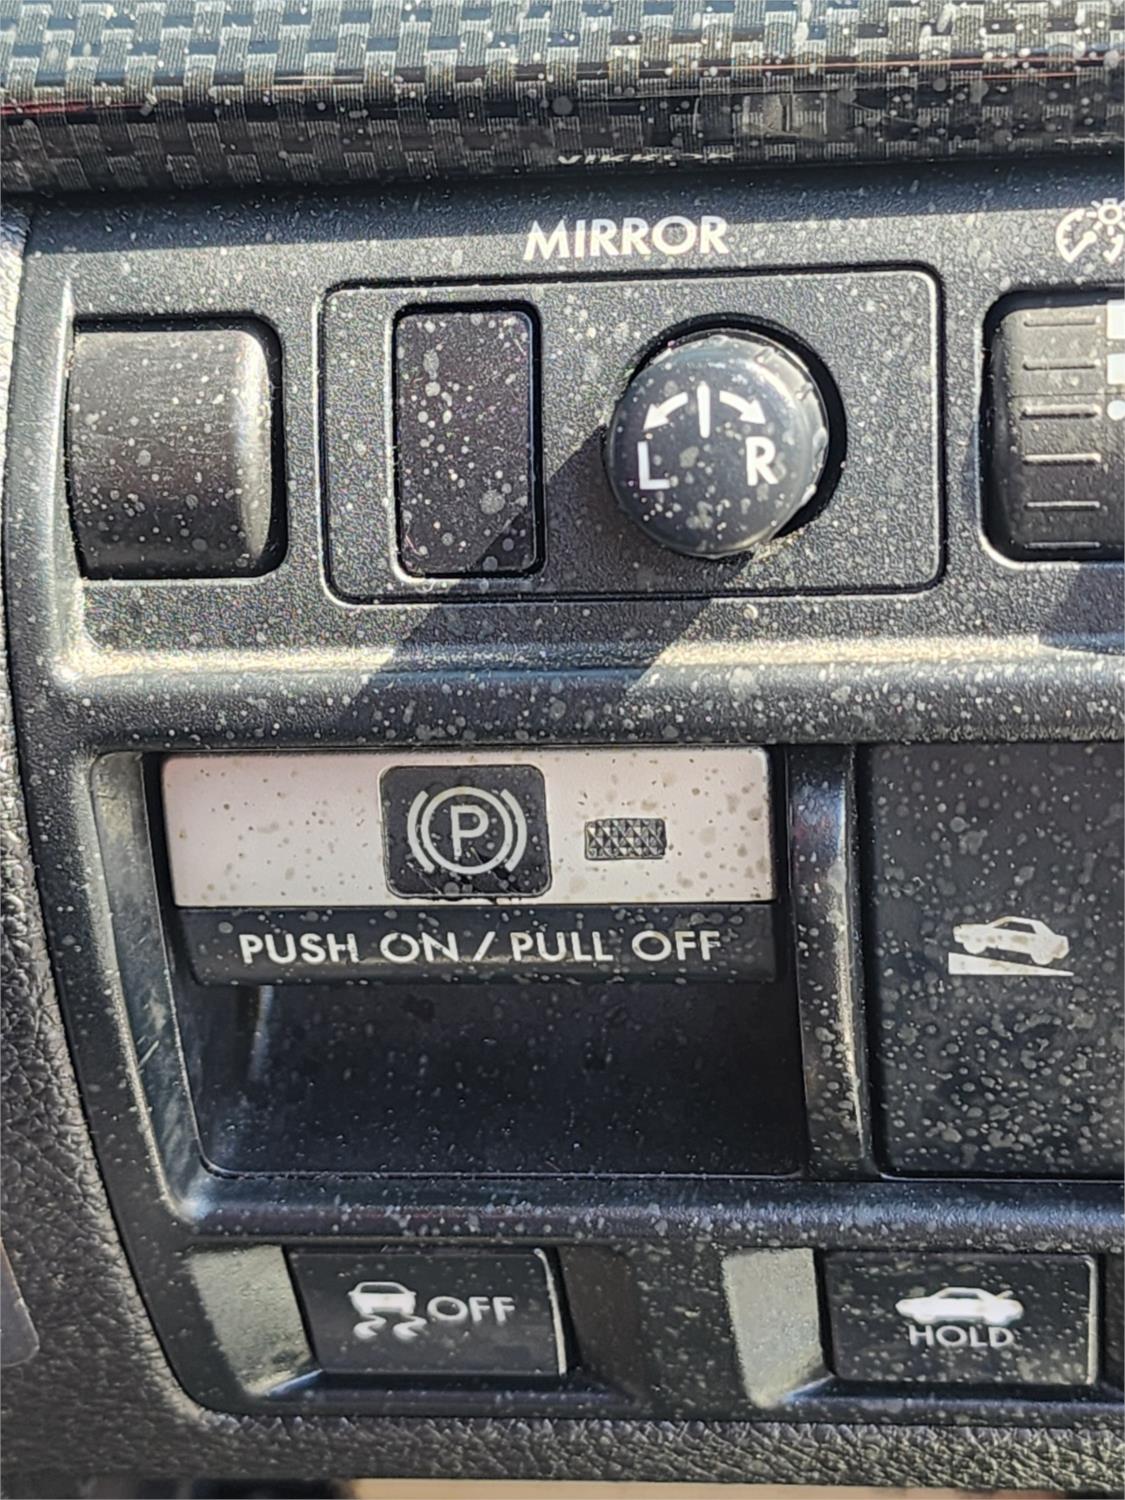 MIRROR
L R
P
PUSH ON / PULL OFF
OFF
HOLD